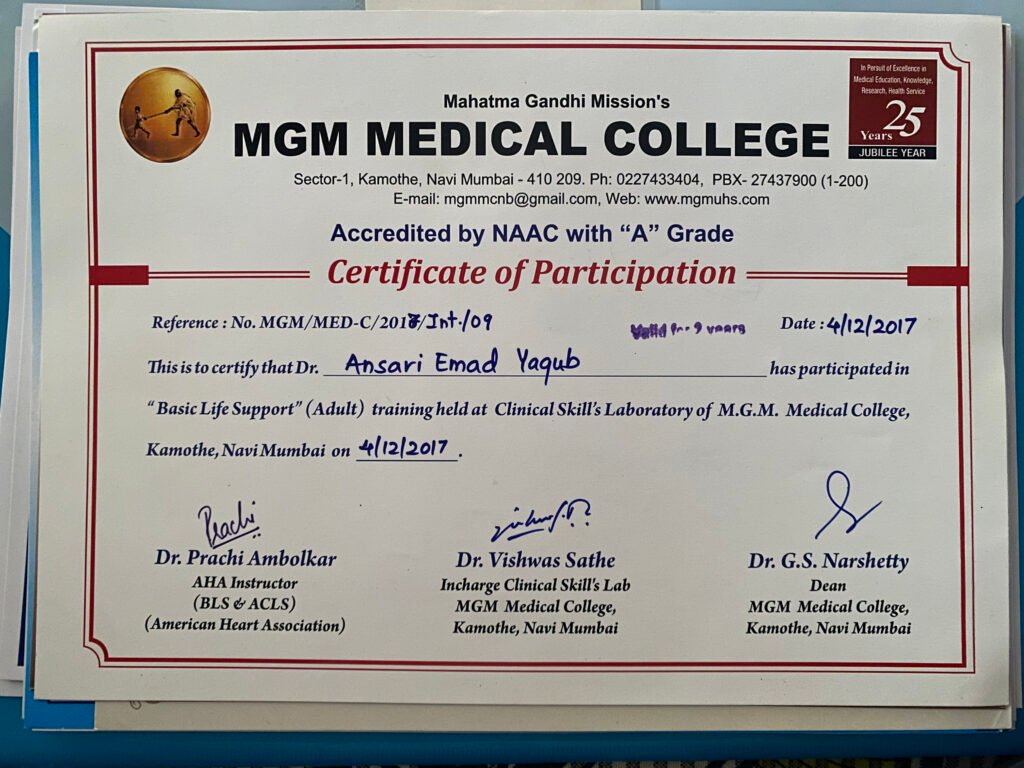 In Persuit of Excellence in
Medical Education, Knowledge,
Research, Health Service
25
Years
JUBILEE YEAR
Mahatma Gandhi Mission's
MGM MEDICAL COLLEGE
Sector-1, Kamothe, Navi Mumbai - 410 209. Ph: 0227433404, PBX- 27437900 (1-200)
E-mail: mgmmcnb@gmail.com, Web: www.mgmuhs.com
Accredited by NAAC with “A” Grade
Certificate of Participation
Reference : No. MGM/MED-C/2017/Int./09 Valid for years Date : 4/12/2017
This is to certify that Dr. Ansari Emad Yaqub has participated in
“Basic Life Support” (Adult) training held at Clinical Skill's Laboratory of M.G.M. Medical College,
Kamothe, Navi Mumbai on 4/12/2017.
Prachi
Dr. Prachi Ambolkar
AHA Instructor
(BLS & ACLS)
(American Heart Association)
Dr. Vishwas Sathe
Incharge Clinical Skill's Lab
MGM Medical College,
Kamothe, Navi Mumbai
Dr. G.S. Narshetty
Dean
MGM Medical College,
Kamothe, Navi Mumbai